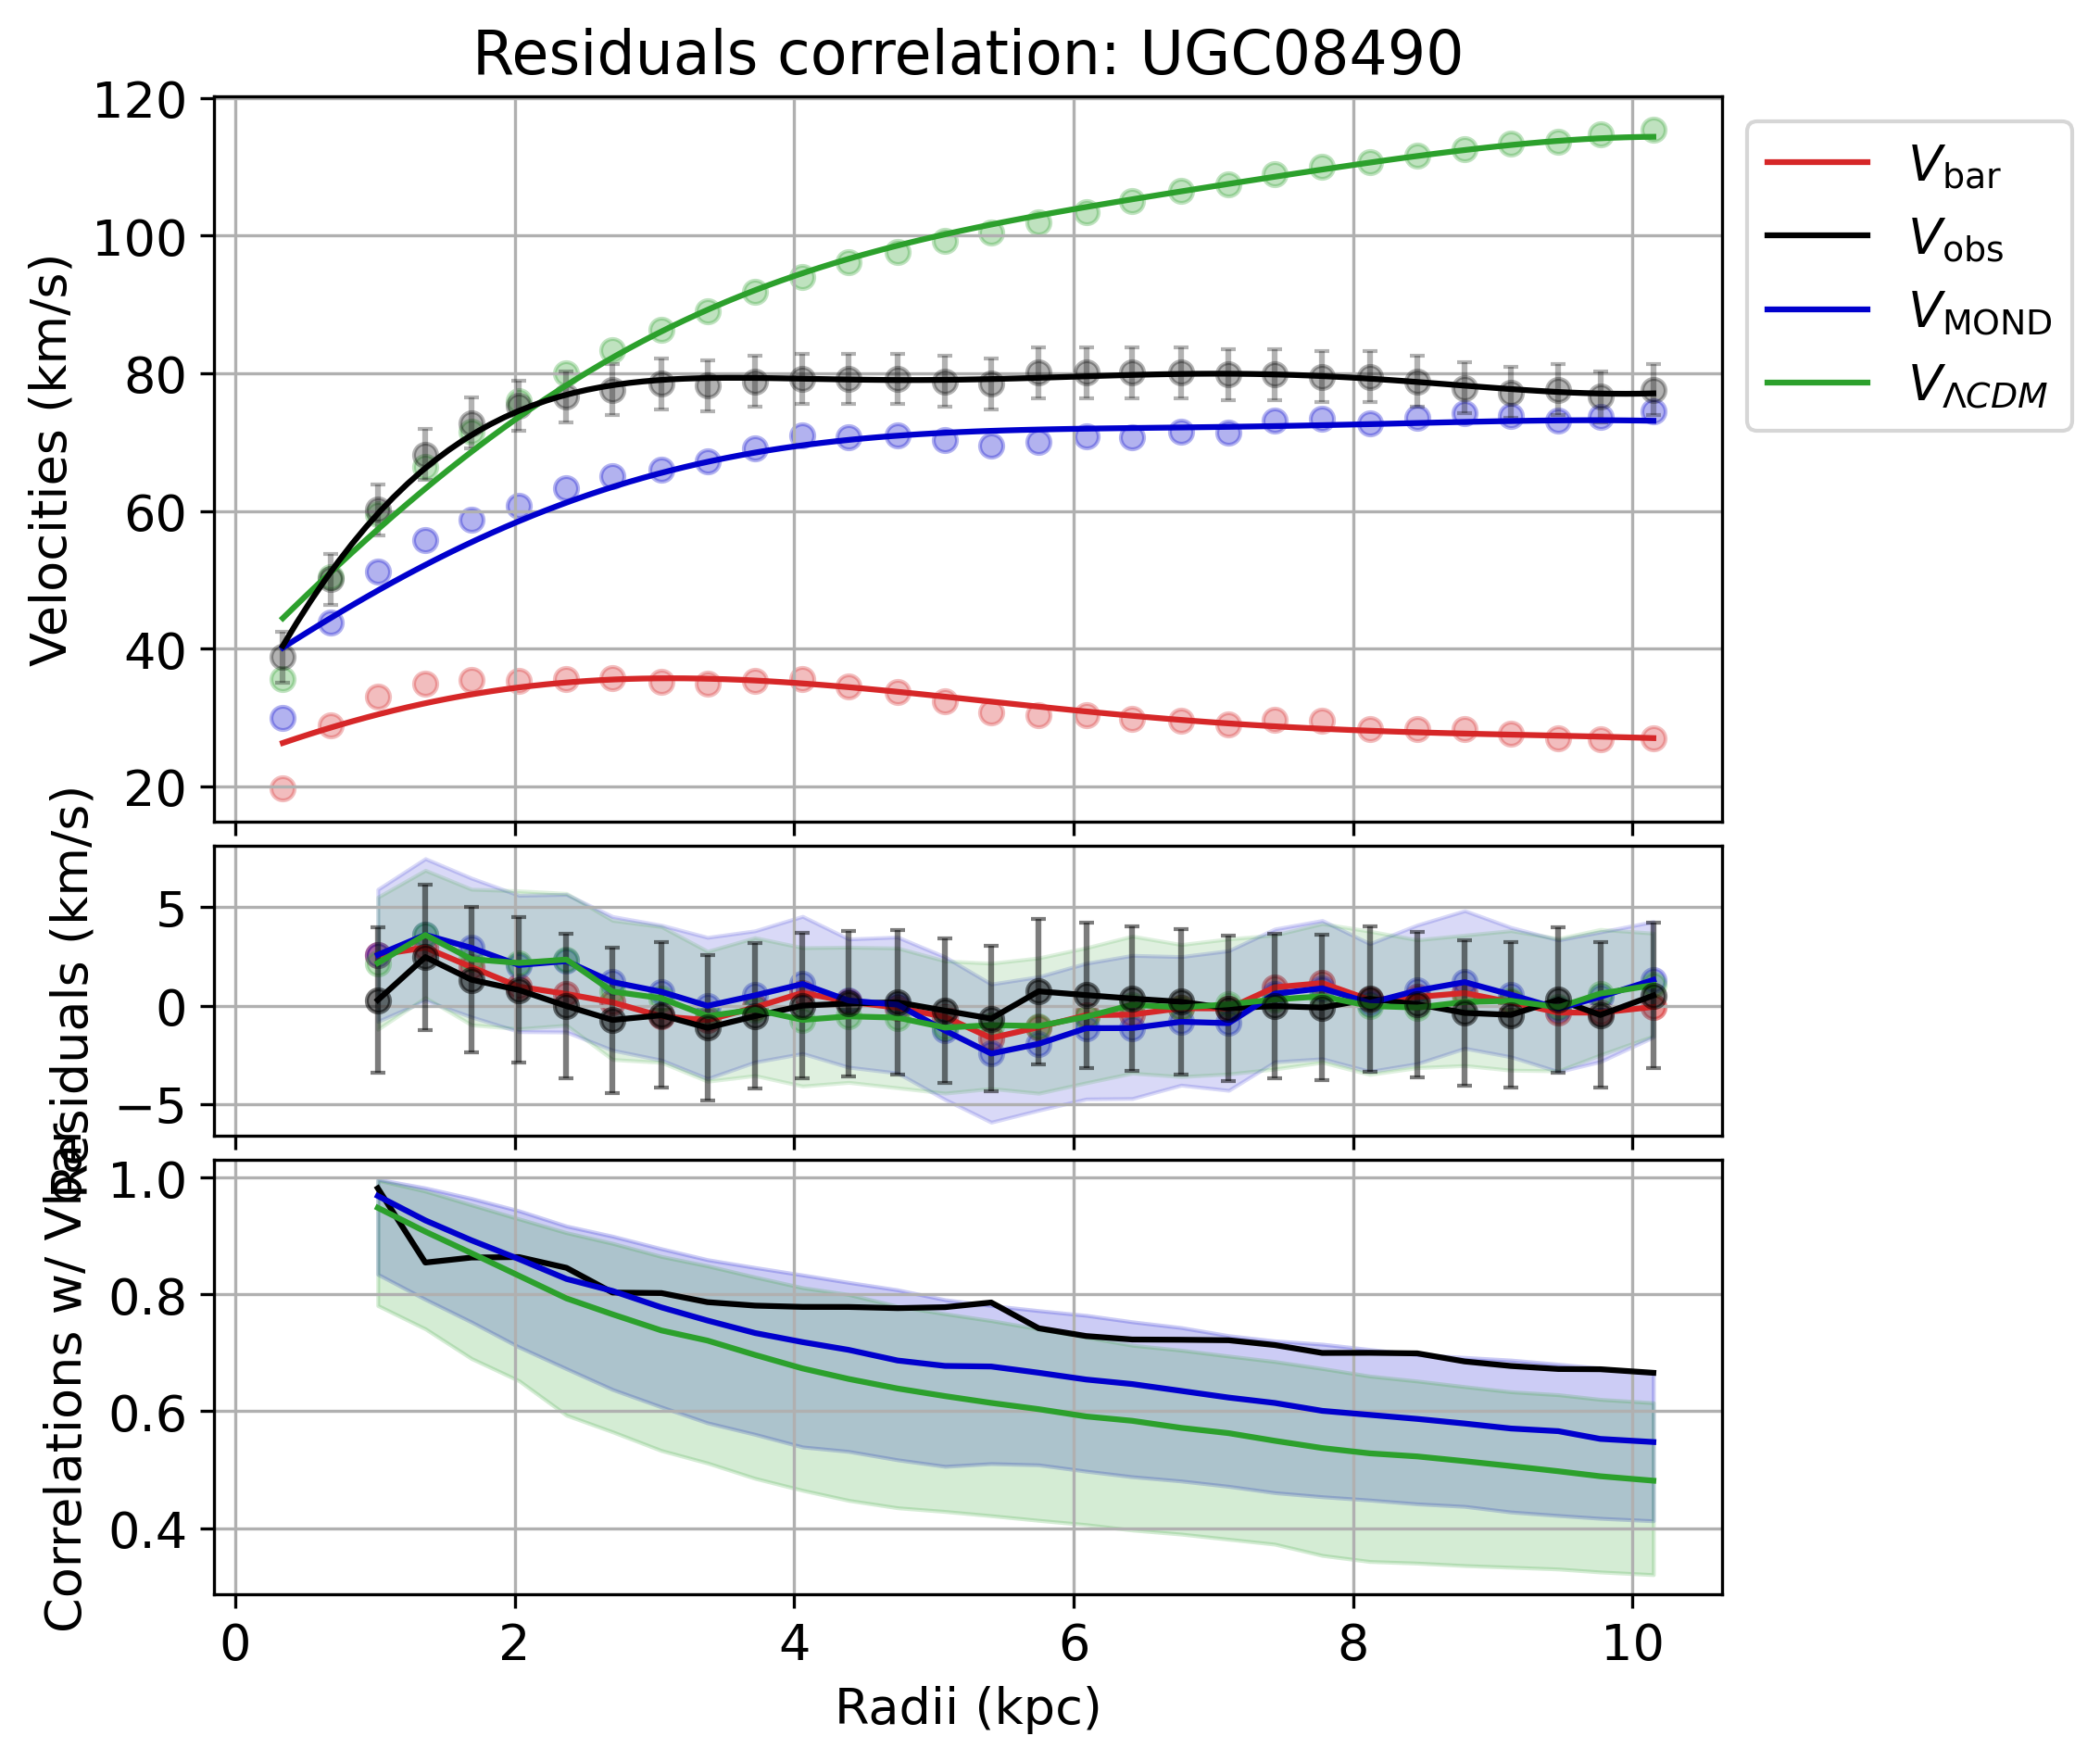 Residuals correlation: UGC08490
120
100
80
60
40
20
Velocities (km/s)
V_bar
V_obs
V_MOND
V_ΛCDM
5
0
−5
Residuals (km/s)
1.0
0.8
0.6
0.4
Correlations w/ Vbar
0 2 4 6 8 10
Radii (kpc)